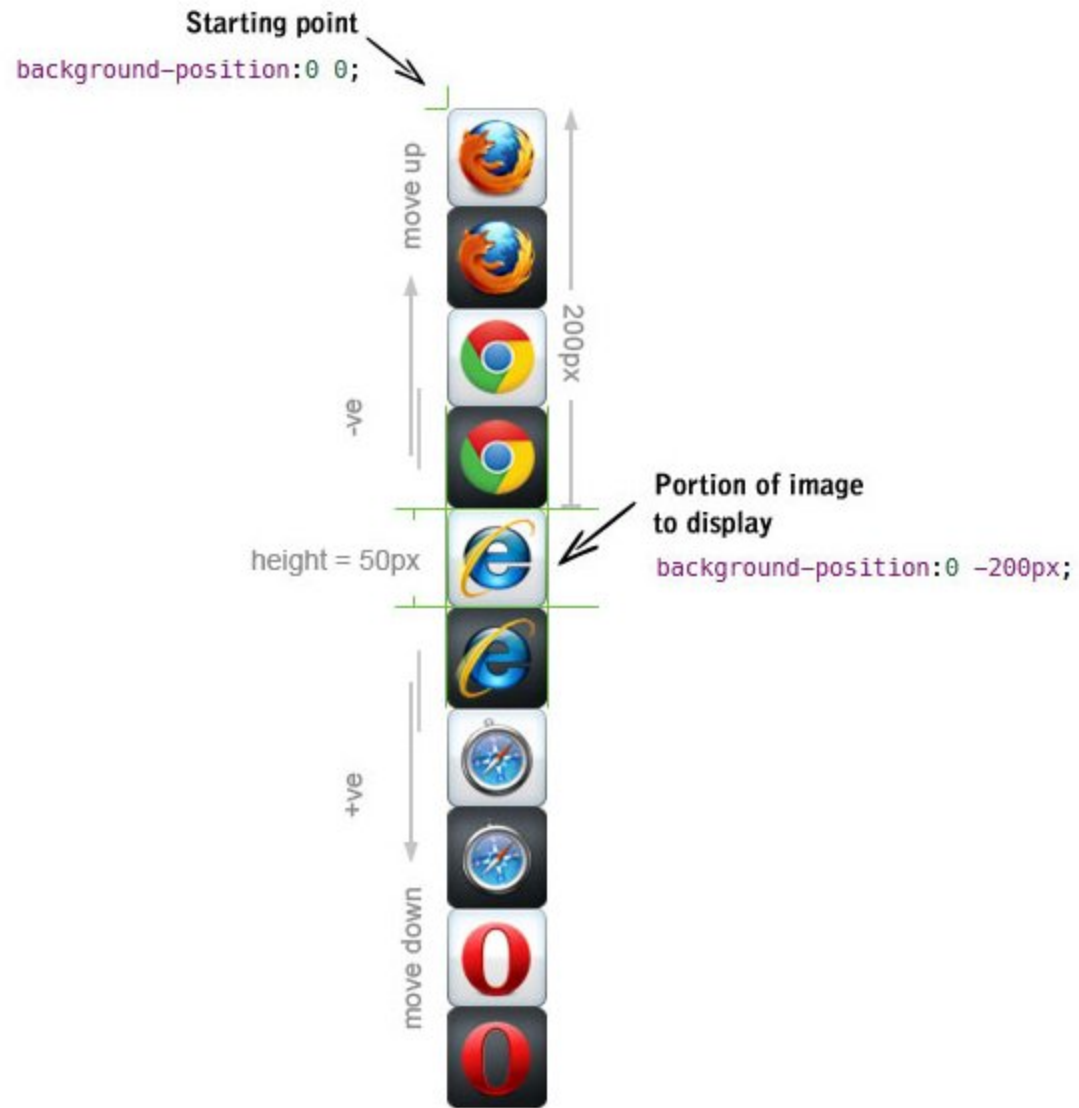 Starting point
background-position:0 0;
move up
200px
-ve
Portion of image
to display
background-position:0 -200px;
height = 50px
+ve
move down